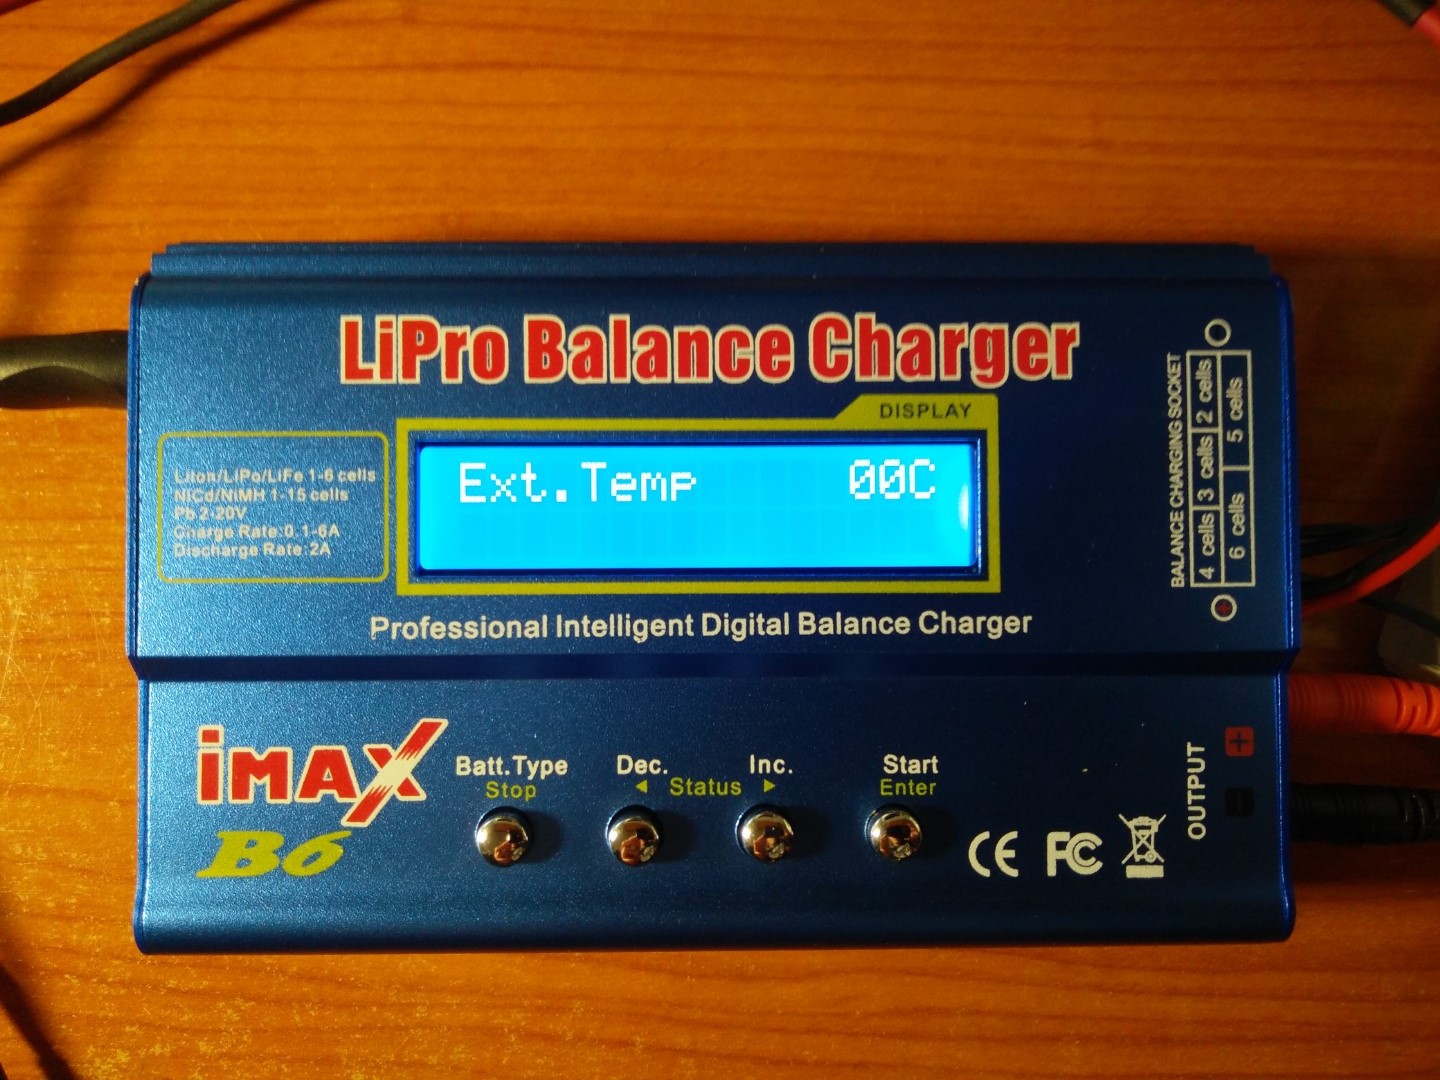 LiPro Balance Charger
DISPLAY
Ext.Temp 00C
LiIon/LiPo/LiFe 1-6 cells
NiCd/NiMH 1-15 cells
Pb 2-20V
Charge Rate:0.1-6A
Discharge Rate:2A
BALANCE CHARGING SOCKET
4 cells 3 cells 2 cells
6 cells 5 cells
Professional Intelligent Digital Balance Charger
iMAX
B6
Batt.Type
Stop
Dec. Inc.
◄ Status ►
Start
Enter
CE FC
OUTPUT
+
-